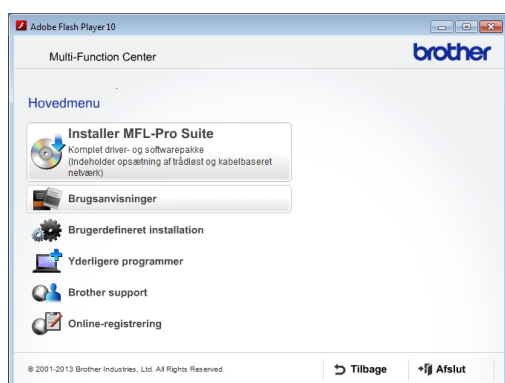 Adobe Flash Player 10
Multi-Function Center
brother
Hovedmenu
Installer MFL-Pro Suite
Komplet driver- og softwarepakke
(Indeholder opsætning af trådløst og kabelbaseret
netværk)
Brugsanvisninger
Brugerdefineret installation
Yderligere programmer
Brother support
Online-registrering
© 2001-2013 Brother Industries, Ltd. All Rights Reserved.
Tilbage
Afslut